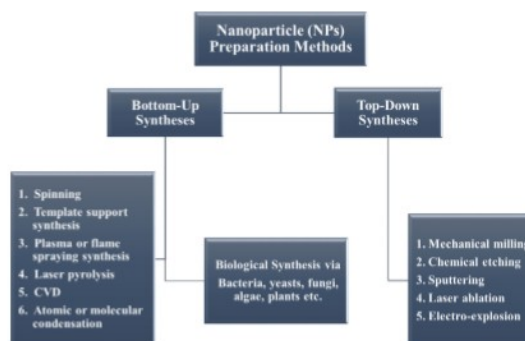 Nanoparticle (NPs)
Preparation Methods
Bottom-Up
Syntheses
Top-Down
Syntheses
1. Spinning
2. Template support
synthesis
3. Plasma or flame
spraying synthesis
4. Laser pyrolysis
5. CVD
6. Atomic or molecular
condensation
Biological Synthesis via
Bacteria, yeasts, fungi,
algae, plants etc.
1. Mechanical milling
2. Chemical etching
3. Sputtering
4. Laser ablation
5. Electro-explosion